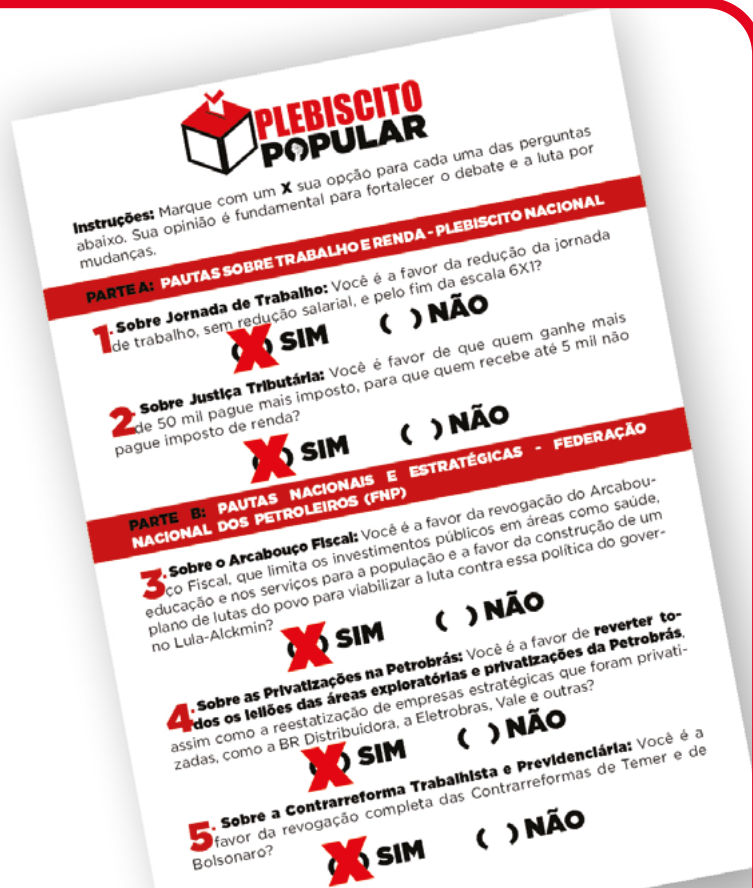 PLEBISCITO
POPULAR
Instruções: Marque com um X sua opção para cada uma das perguntas
abaixo. Sua opinião é fundamental para fortalecer o debate e a luta por
mudanças.
PARTE A: PAUTAS SOBRE TRABALHO E RENDA - PLEBISCITO NACIONAL
1. Sobre Jornada de Trabalho: Você é a favor da redução da jornada
de trabalho, sem redução salarial, e pelo fim da escala 6X1?
(X) SIM ( ) NÃO
2. Sobre Justiça Tributária: Você é favor de que quem ganhe mais
de 50 mil pague mais imposto, para que quem recebe até 5 mil não
pague imposto de renda?
(X) SIM ( ) NÃO
PARTE B: PAUTAS NACIONAIS E ESTRATÉGICAS - FEDERAÇÃO
NACIONAL DOS PETROLEIROS (FNP)
3. Sobre o Arcabouço Fiscal: Você é a favor da revogação do Arcabou-
ço Fiscal, que limita os investimentos públicos em áreas como saúde,
educação e nos serviços para a população e a favor da construção de um
plano de lutas do povo para viabilizar a luta contra essa política do gover-
no Lula-Alckmin?
(X) SIM ( ) NÃO
4. Sobre as Privatizações na Petrobrás: Você é a favor de reverter to-
dos os leilões das áreas exploratórias e privatizações da Petrobrás,
assim como a reestatização de empresas estratégicas que foram privati-
zadas, como a BR Distribuidora, a Eletrobras, Vale e outras?
(X) SIM ( ) NÃO
5. Sobre a Contrarreforma Trabalhista e Previdenciária: Você é a
favor da revogação completa das Contrarreformas de Temer e de
Bolsonaro?
(X) SIM ( ) NÃO